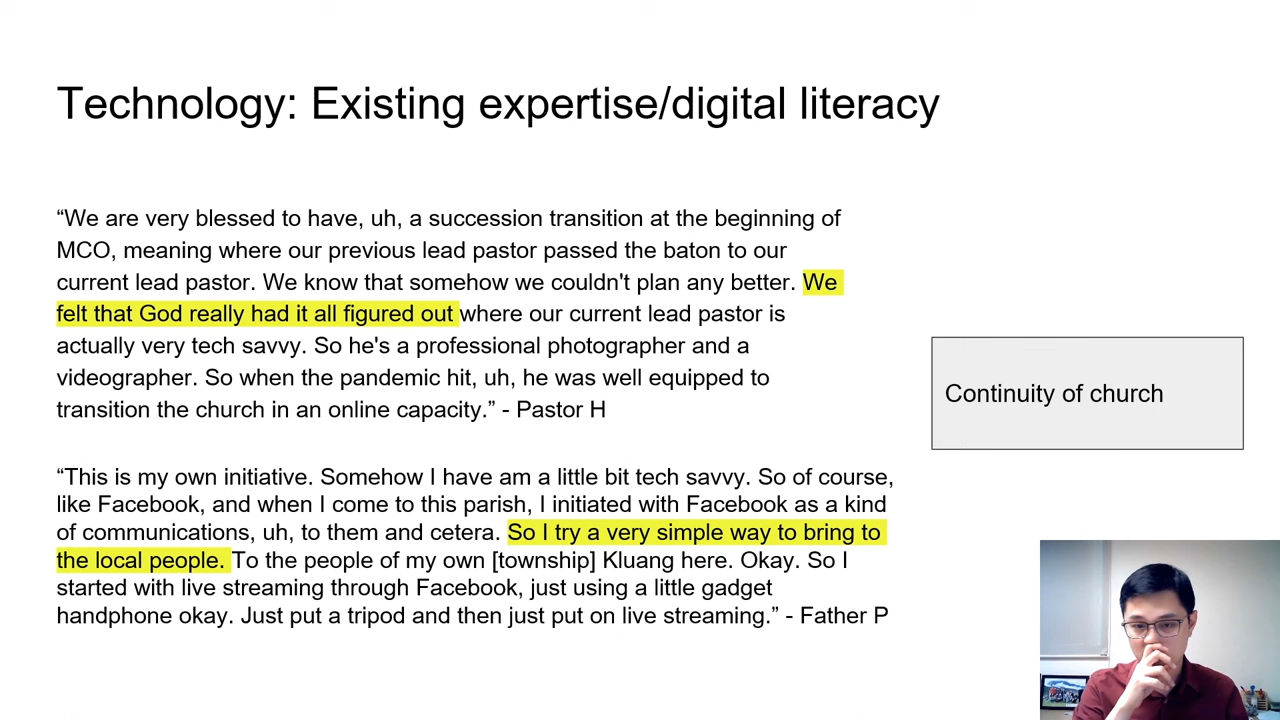 Technology: Existing expertise/digital literacy
“We are very blessed to have, uh, a succession transition at the beginning of
MCO, meaning where our previous lead pastor passed the baton to our
current lead pastor. We know that somehow we couldn't plan any better. We
felt that God really had it all figured out where our current lead pastor is
actually very tech savvy. So he's a professional photographer and a
videographer. So when the pandemic hit, uh, he was well equipped to
transition the church in an online capacity.” - Pastor H
Continuity of church
“This is my own initiative. Somehow I have am a little bit tech savvy. So of course,
like Facebook, and when I come to this parish, I initiated with Facebook as a kind
of communications, uh, to them and cetera. So I try a very simple way to bring to
the local people. To the people of my own [township] Kluang here. Okay. So I
started with live streaming through Facebook, just using a little gadget
handphone okay. Just put a tripod and then just put on live streaming.” - Father P